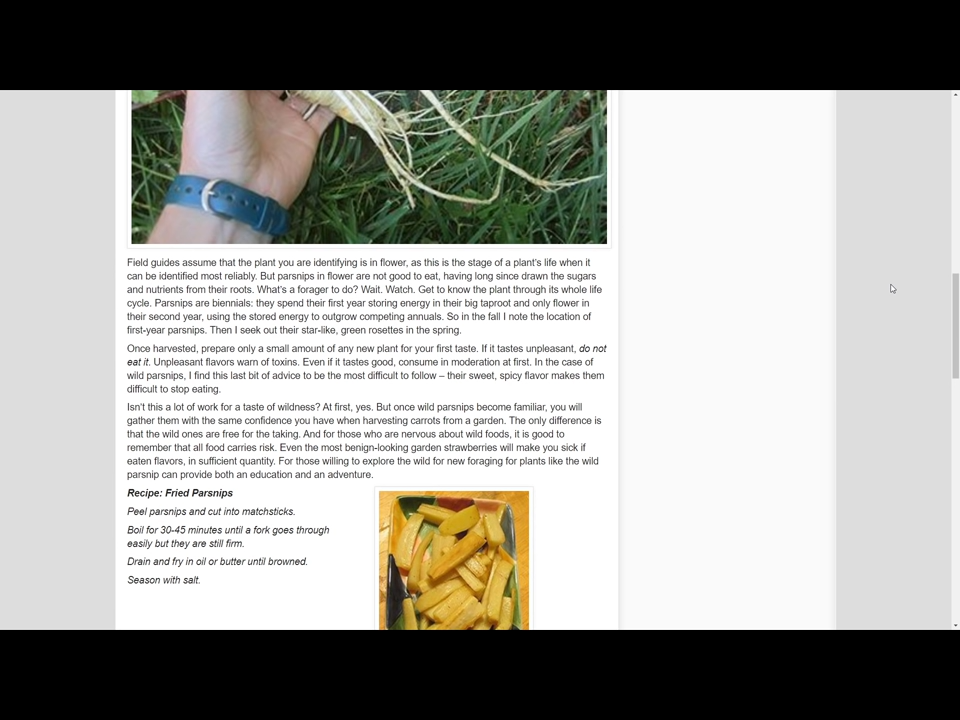 Field guides assume that the plant you are identifying is in flower, as this is the stage of a plant's life when it
can be identified most reliably. But parsnips in flower are not good to eat, having long since drawn the sugars
and nutrients from their roots. What's a forager to do? Wait. Watch. Get to know the plant through its whole life
cycle. Parsnips are biennials: they spend their first year storing energy in their big taproot and only flower in
their second year, using the stored energy to outgrow competing annuals. So in the fall I note the location of
first-year parsnips. Then I seek out their star-like, green rosettes in the spring.
Once harvested, prepare only a small amount of any new plant for your first taste. If it tastes unpleasant, do not
eat it. Unpleasant flavors warn of toxins. Even if it tastes good, consume in moderation at first. In the case of
wild parsnips, I find this last bit of advice to be the most difficult to follow – their sweet, spicy flavor makes them
difficult to stop eating.
Isn't this a lot of work for a taste of wildness? At first, yes. But once wild parsnips become familiar, you will
gather them with the same confidence you have when harvesting carrots from a garden. The only difference is
that the wild ones are free for the taking. And for those who are nervous about wild foods, it is good to
remember that all food carries risk. Even the most benign-looking garden strawberries will make you sick if
eaten flavors, in sufficient quantity. For those willing to explore the wild for new foraging for plants like the wild
parsnip can provide both an education and an adventure.
Recipe: Fried Parsnips
Peel parsnips and cut into matchsticks.
Boil for 30-45 minutes until a fork goes through
easily but they are still firm.
Drain and fry in oil or butter until browned.
Season with salt.